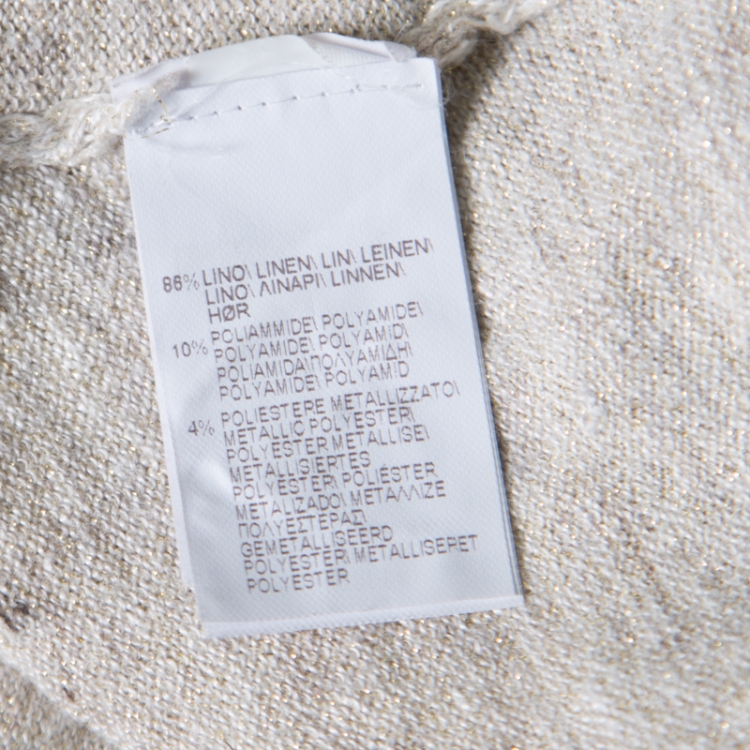 86% LINO\ LINEN\ LIN\ LEINEN\
LINO\ ΛΙΝΑΡΙ\ LINNEN\
HØR
10% POLIAMMIDE\ POLYAMIDE\
POLYAMIDE\ POLYAMID\
POLIAMIDA\ΠΟΛΥΑΜΙΔΗ\
POLYAMIDE\ POLYAMID
4% POLIESTERE METALLIZZATO\
METALLIC POLYESTER\
POLYESTER METALLISE\
METALLISIERTES
POLYESTER\ POLIÉSTER
METALIZADO\ ΜΕΤΑΛΛΙΖΕ
ΠΟΛΥΕΣΤΕΡΑΣ\
GEMETALLISEERD
POLYESTER\ METALLISERET
POLYESTER